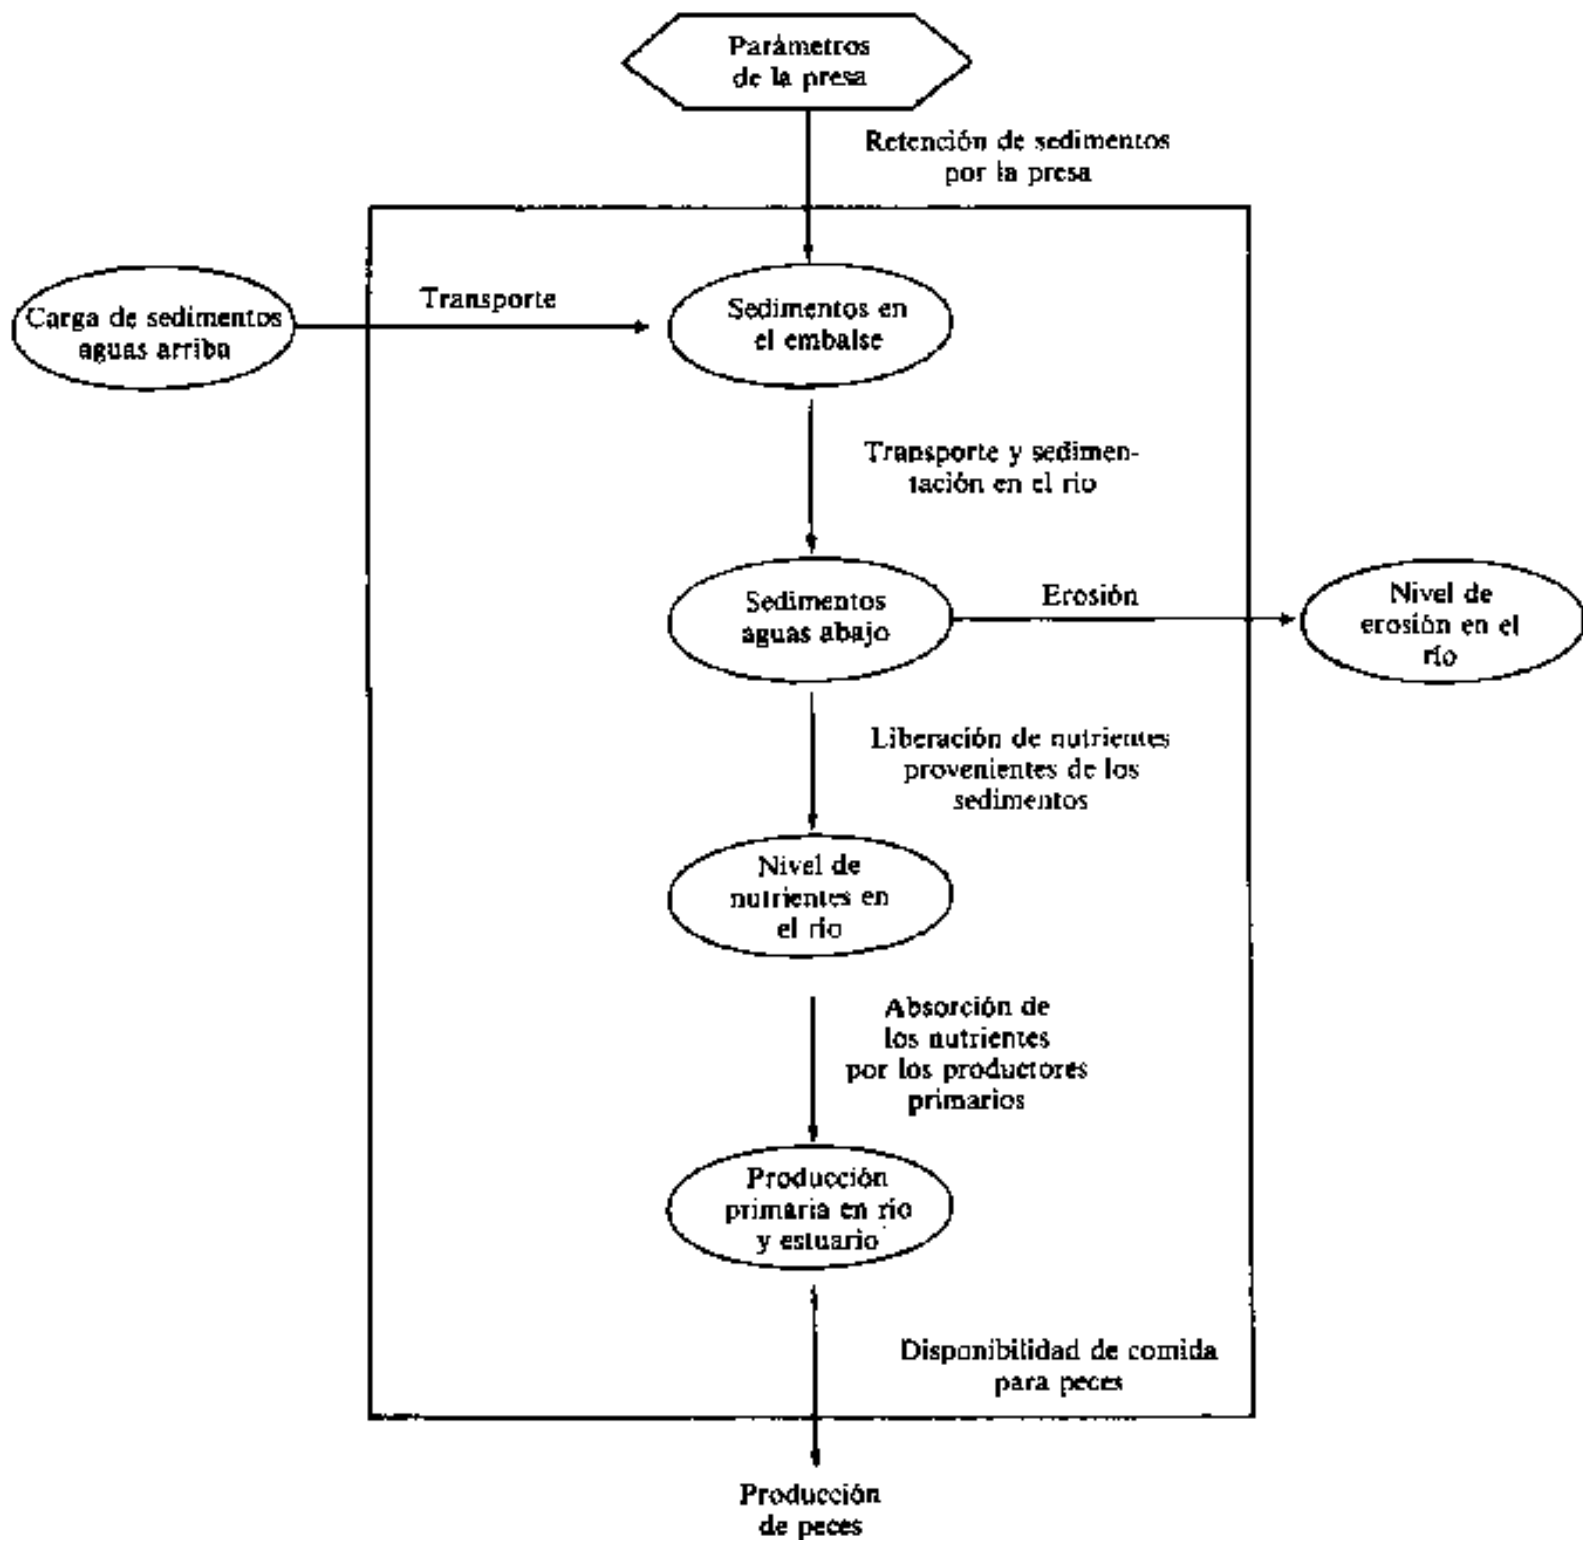 Parámetros
de la presa
Retención de sedimentos
por la presa
Carga de sedimentos
aguas arriba
Transporte
Sedimentos en
el embalse
Transporte y sedimen-
tación en el río
Sedimentos
aguas abajo
Erosión
Nivel de
erosión en el
río
Liberación de nutrientes
provenientes de los
sedimentos
Nivel de
nutrientes en
el río
Absorción de
los nutrientes
por los productores
primarios
Producción
primaria en río
y estuario
Disponibilidad de comida
para peces
Producción
de peces